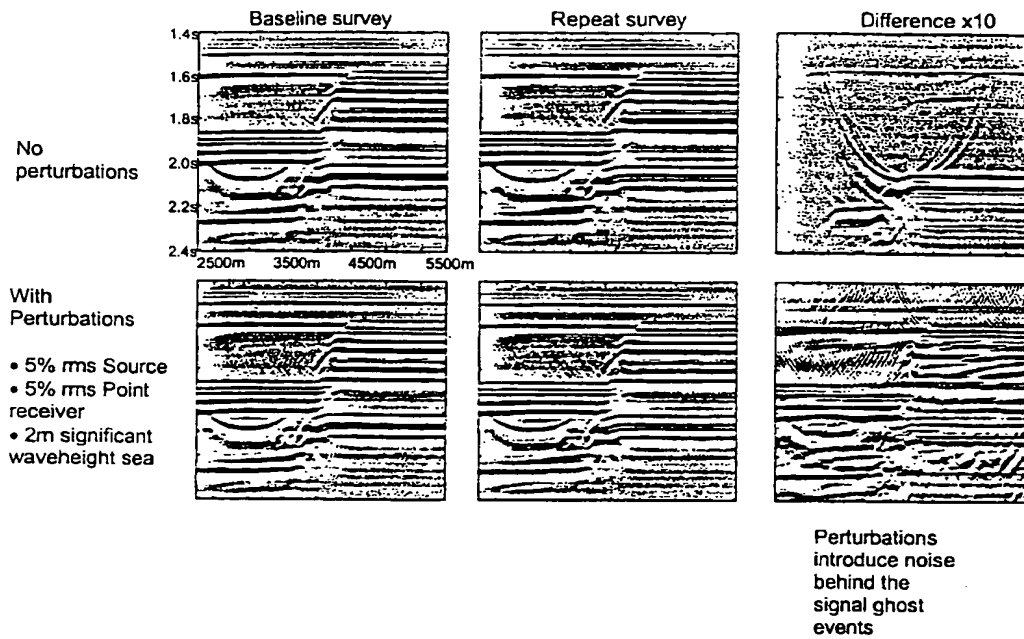 Baseline survey
Repeat survey
Difference x10
1.4s
1.6s
1.8s
2.0s
2.2s
2.4s
2500m
3500m
4500m
5500m
No
perturbations
With
Perturbations
• 5% rms Source
• 5% rms Point
receiver
• 2m significant
waveheight sea
Perturbations
introduce noise
behind the
signal ghost
events